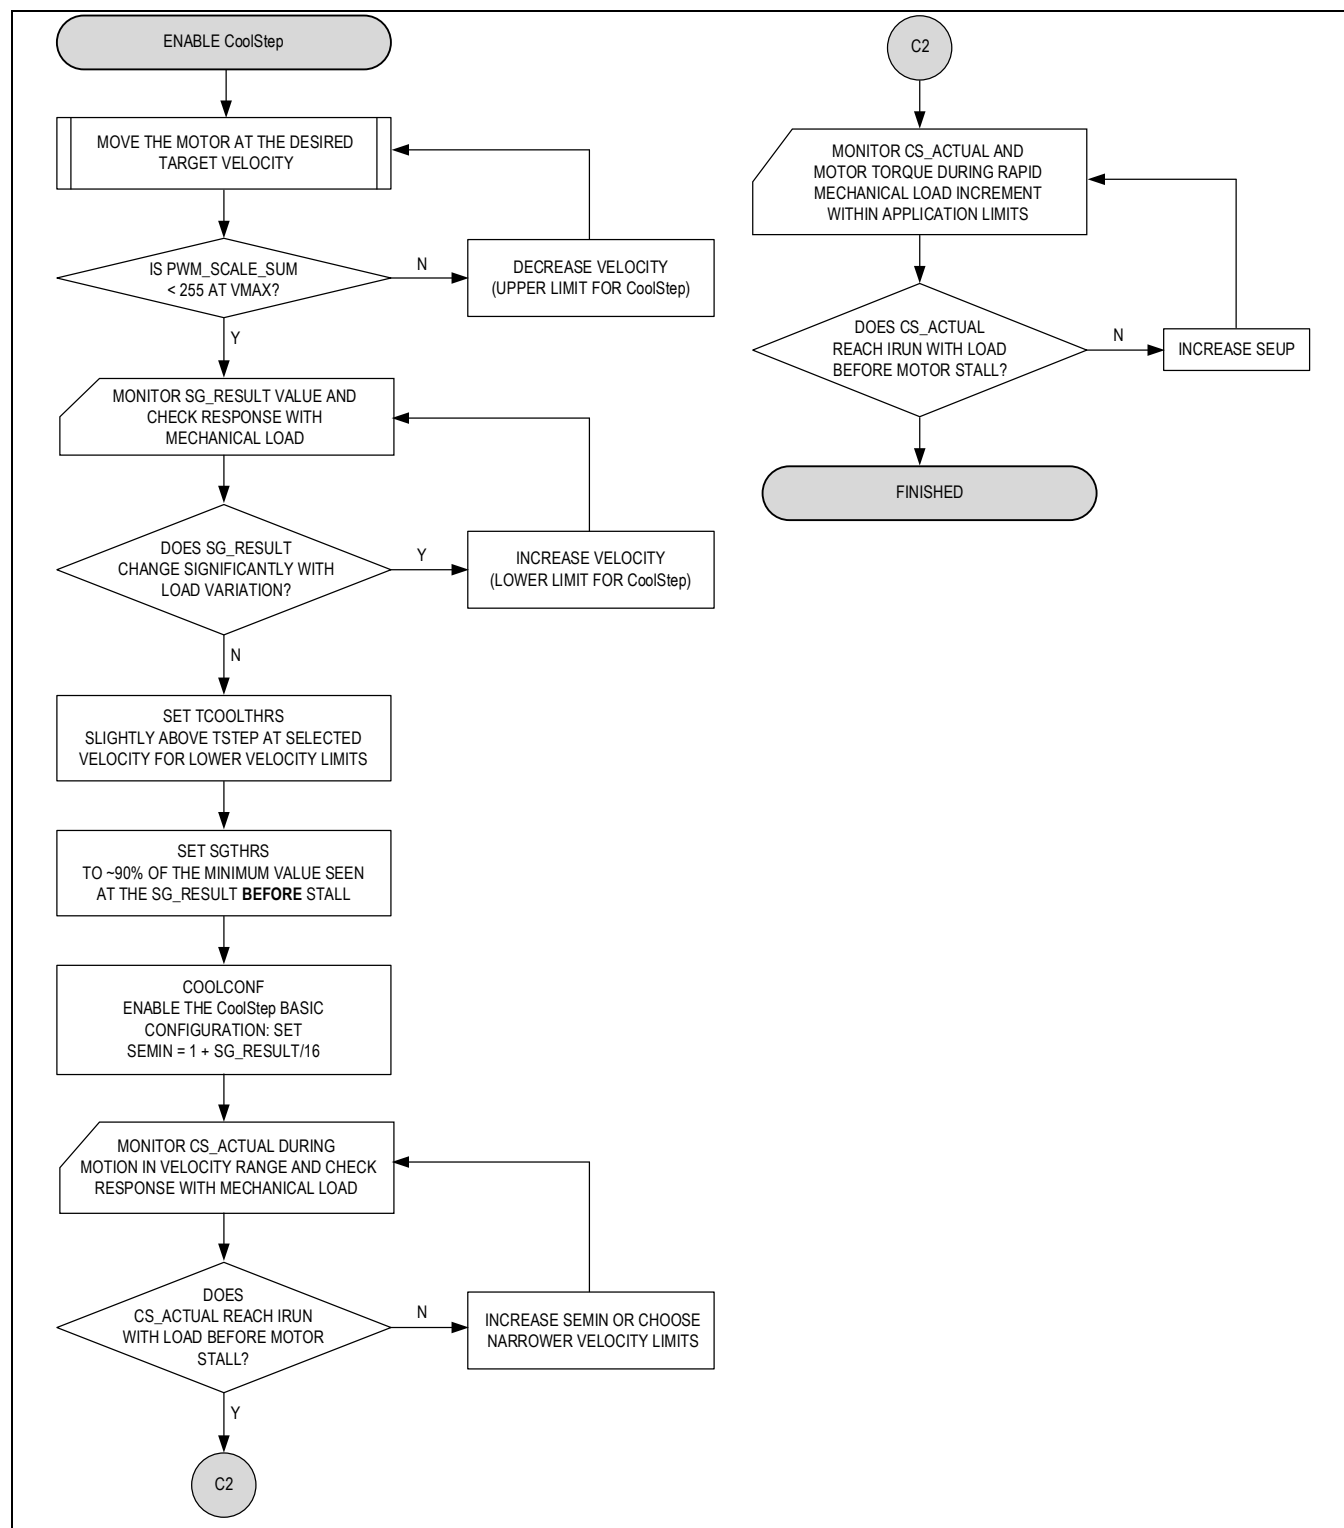 ENABLE CoolStep
MOVE THE MOTOR AT THE DESIRED
TARGET VELOCITY
IS PWM_SCALE_SUM
< 255 AT VMAX?
N
DECREASE VELOCITY
(UPPER LIMIT FOR CoolStep)
Y
MONITOR SG_RESULT VALUE AND
CHECK RESPONSE WITH
MECHANICAL LOAD
DOES SG_RESULT
CHANGE SIGNIFICANTLY WITH
LOAD VARIATION?
Y
INCREASE VELOCITY
(LOWER LIMIT FOR CoolStep)
N
SET TCOOLTHRS
SLIGHTLY ABOVE TSTEP AT SELECTED
VELOCITY FOR LOWER VELOCITY LIMITS
SET SGTHRS
TO ~90% OF THE MINIMUM VALUE SEEN
AT THE SG_RESULT BEFORE STALL
COOLCONF
ENABLE THE CoolStep BASIC
CONFIGURATION: SET
SEMIN = 1 + SG_RESULT/16
MONITOR CS_ACTUAL DURING
MOTION IN VELOCITY RANGE AND CHECK
RESPONSE WITH MECHANICAL LOAD
DOES
CS_ACTUAL REACH IRUN
WITH LOAD BEFORE MOTOR
STALL?
N
INCREASE SEMIN OR CHOOSE
NARROWER VELOCITY LIMITS
Y
C2
C2
MONITOR CS_ACTUAL AND
MOTOR TORQUE DURING RAPID
MECHANICAL LOAD INCREMENT
WITHIN APPLICATION LIMITS
DOES CS_ACTUAL
REACH IRUN WITH LOAD
BEFORE MOTOR STALL?
N
INCREASE SEUP
FINISHED